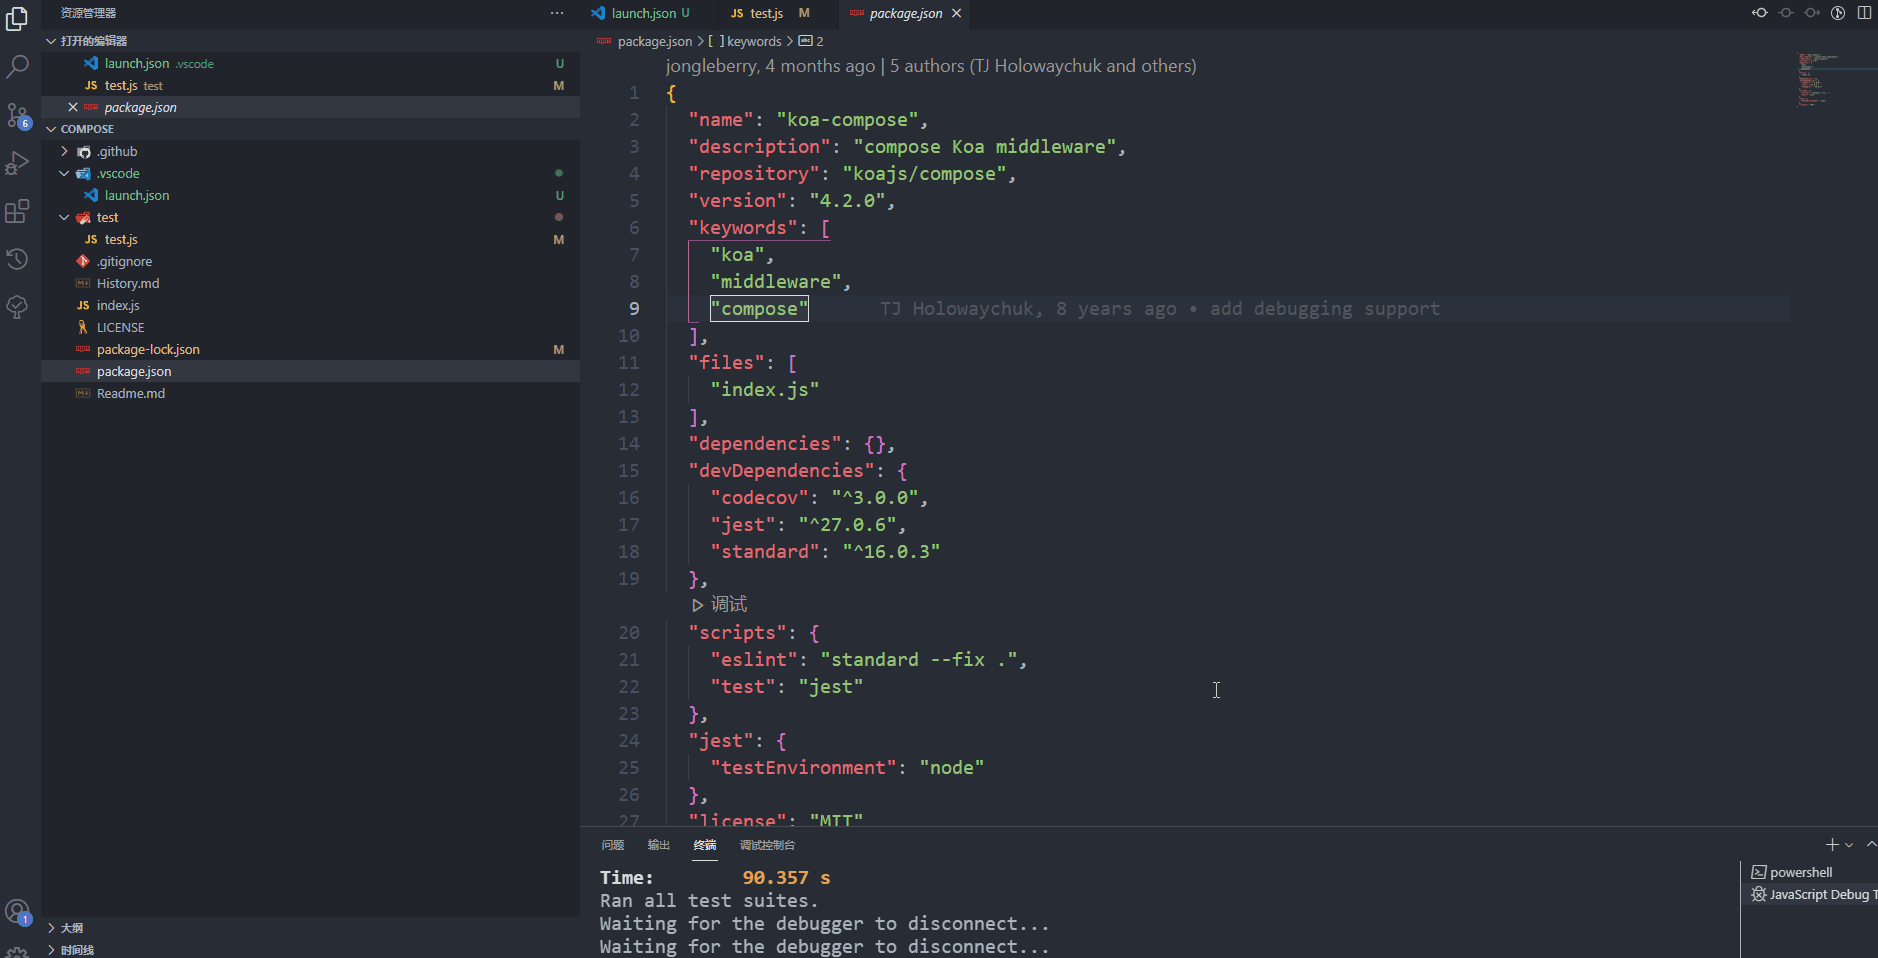 资源管理器
打开的编辑器
launch.json .vscode U
test.js test M
package.json
COMPOSE
.github
.vscode
launch.json U
test
test.js M
.gitignore
History.md
index.js
LICENSE
package-lock.json M
package.json
Readme.md
大纲
时间线
6
1
launch.json U
JS test.js M
package.json
package.json > [ ] keywords > abc 2
jongleberry, 4 months ago | 5 authors (TJ Holowaychuk and others)
1 {
2 "name": "koa-compose",
3 "description": "compose Koa middleware",
4 "repository": "koajs/compose",
5 "version": "4.2.0",
6 "keywords": [
7 "koa",
8 "middleware",
9 "compose" TJ Holowaychuk, 8 years ago • add debugging support
10 ],
11 "files": [
12 "index.js"
13 ],
14 "dependencies": {},
15 "devDependencies": {
16 "codecov": "^3.0.0",
17 "jest": "^27.0.6",
18 "standard": "^16.0.3"
19 },
调试
20 "scripts": {
21 "eslint": "standard --fix .",
22 "test": "jest"
23 },
24 "jest": {
25 "testEnvironment": "node"
26 },
27 "license": "MIT"
问题 输出 终端 调试控制台
Time: 90.357 s
Ran all test suites.
Waiting for the debugger to disconnect...
Waiting for the debugger to disconnect...
powershell
JavaScript Debug T